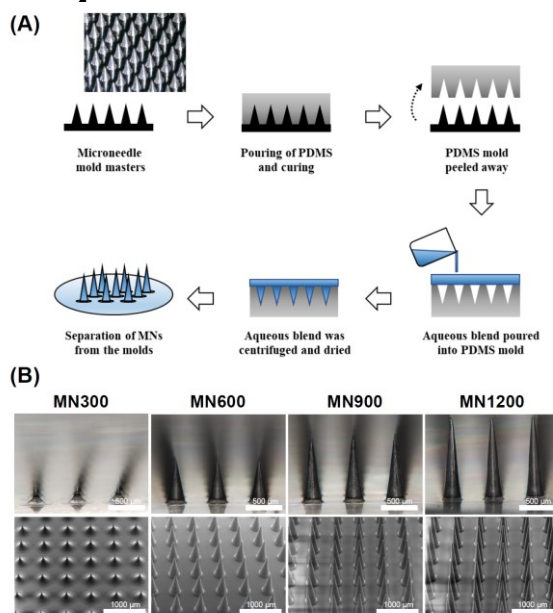 (A)
Microneedle
mold masters
Pouring of PDMS
and curing
PDMS mold
peeled away
Separation of MNs
from the molds
Aqueous blend was
centrifuged and dried
Aqueous blend poured
into PDMS mold
(B)
MN300 MN600 MN900 MN1200
500 μm 500 μm 500 μm 500 μm
1000 μm 1000 μm 1000 μm 1000 μm